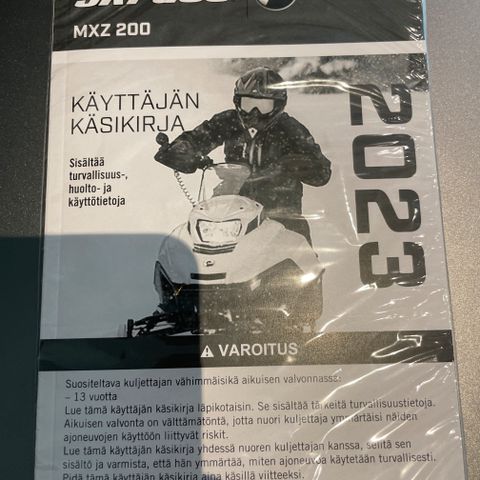 MXZ 200
KÄYTTÄJÄN
KÄSIKIRJA
Sisältää
turvallisuus-,
huolto- ja
käyttötietoja
2023
VAROITUS
Suositeltava kuljettajan vähimmäisikä aikuisen valvonnassa:
– 13 vuotta
Lue tämä käyttäjän käsikirja läpikotaisin. Se sisältää tärkeitä turvallisuustietoja.
Aikuisen valvonta on välttämätöntä, jotta nuori kuljettaja ymmärtäisi näiden
ajoneuvojen käyttöön liittyvät riskit.
Lue tämä käyttäjän käsikirja yhdessä nuoren kuljettajan kanssa, selitä sen
sisältö ja varmista, että hän ymmärtää, miten ajoneuvoa käytetään turvallisesti.
Pidä tämä käyttäjän käsikirja aina käsillä viitteeksi.